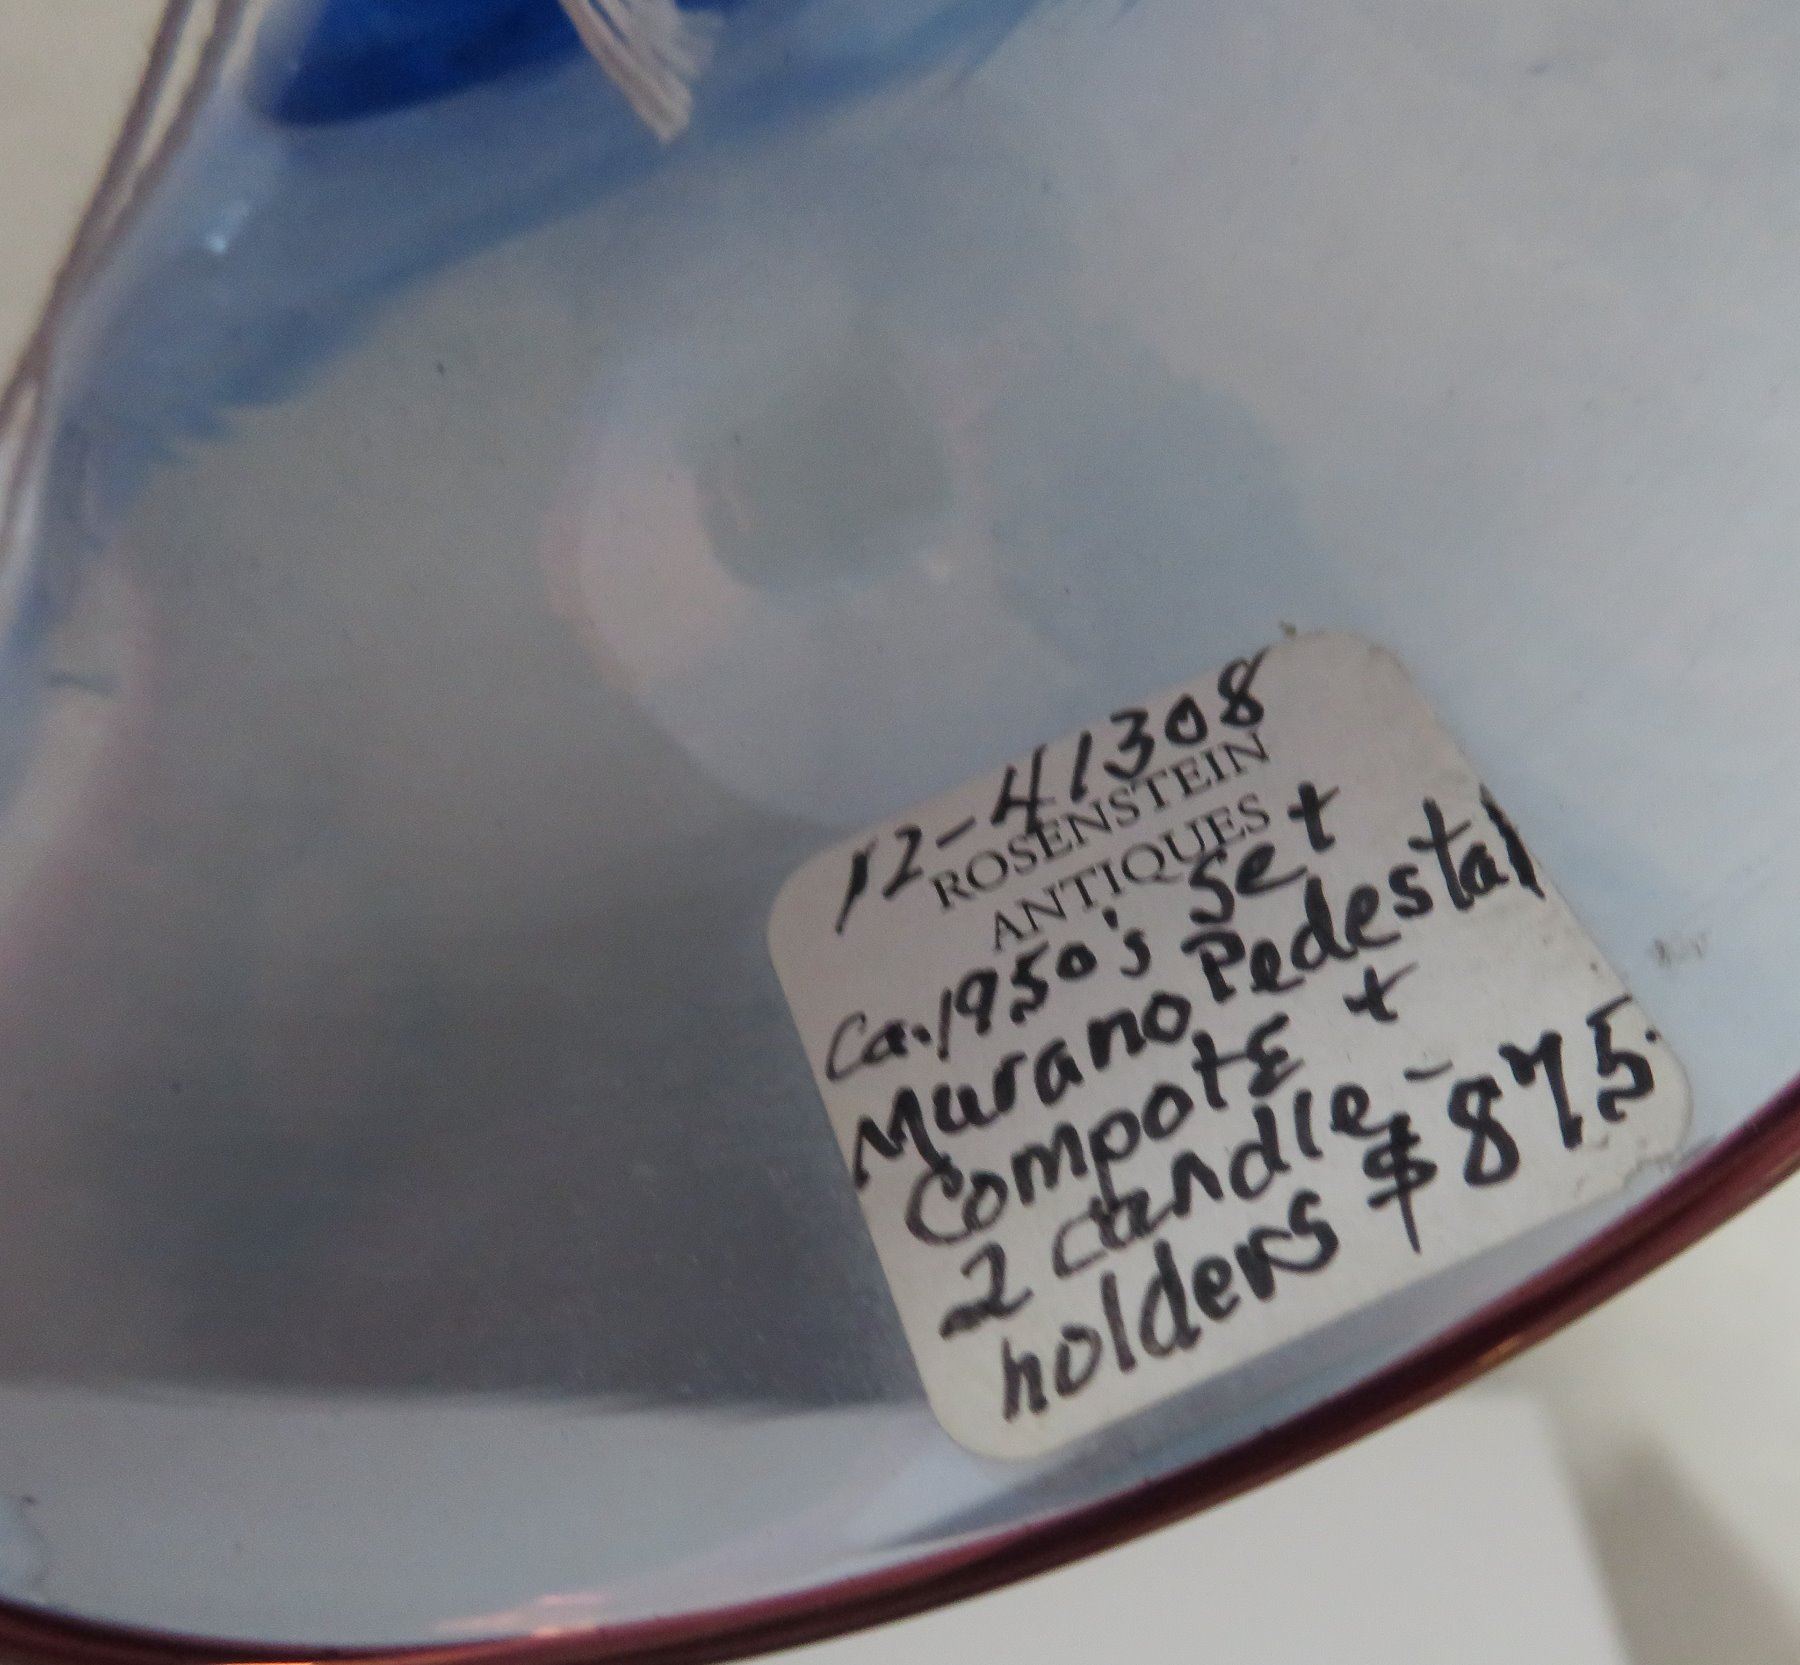 12-41308
ROSENSTEIN
ANTIQUES
Ca. 1950's Set
Murano Pedestal
Compote +
2 candle-
holders $875.